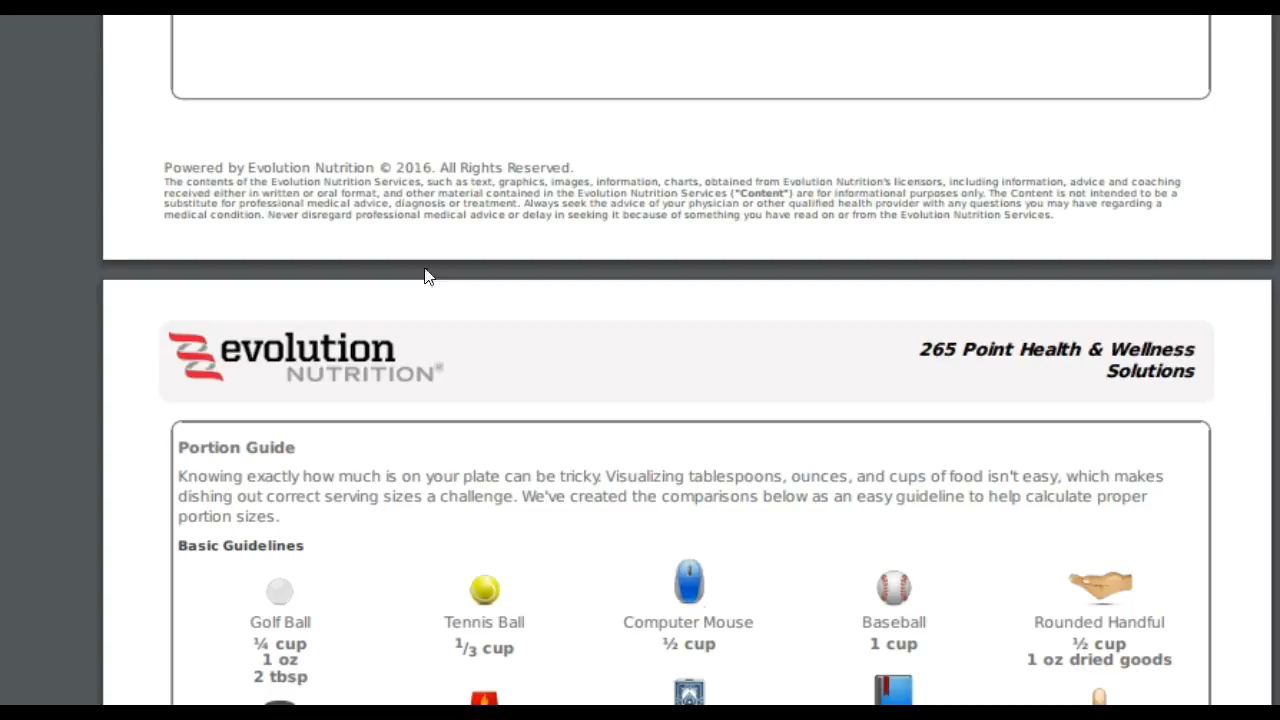 Powered by Evolution Nutrition © 2016. All Rights Reserved.
The contents of the Evolution Nutrition Services, such as text, graphics, images, information, charts, obtained from Evolution Nutrition's licensors, including information, advice and coaching
received either in written or oral format, and other material contained in the Evolution Nutrition Services ("Content") are for informational purposes only. The Content is not intended to be a
substitute for professional medical advice, diagnosis or treatment. Always seek the advice of your physician or other qualified health provider with any questions you may have regarding a
medical condition. Never disregard professional medical advice or delay in seeking it because of something you have read on or from the Evolution Nutrition Services.
evolution
NUTRITION®
265 Point Health & Wellness
Solutions
Portion Guide
Knowing exactly how much is on your plate can be tricky. Visualizing tablespoons, ounces, and cups of food isn't easy, which makes
dishing out correct serving sizes a challenge. We've created the comparisons below as an easy guideline to help calculate proper
portion sizes.
Basic Guidelines
Golf Ball
¼ cup
1 oz
2 tbsp
Tennis Ball
1/3 cup
Computer Mouse
½ cup
Baseball
1 cup
Rounded Handful
½ cup
1 oz dried goods